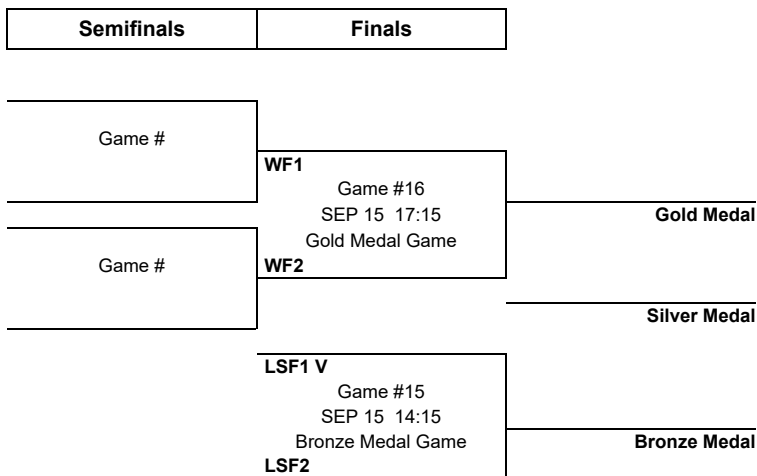 Semifinals Finals
Game #
WF1
Game #16
SEP 15 17:15
Gold Medal
Gold Medal Game
Game #
WF2
Silver Medal
LSF1 V
Game #15
SEP 15 14:15
Bronze Medal Game
Bronze Medal
LSF2